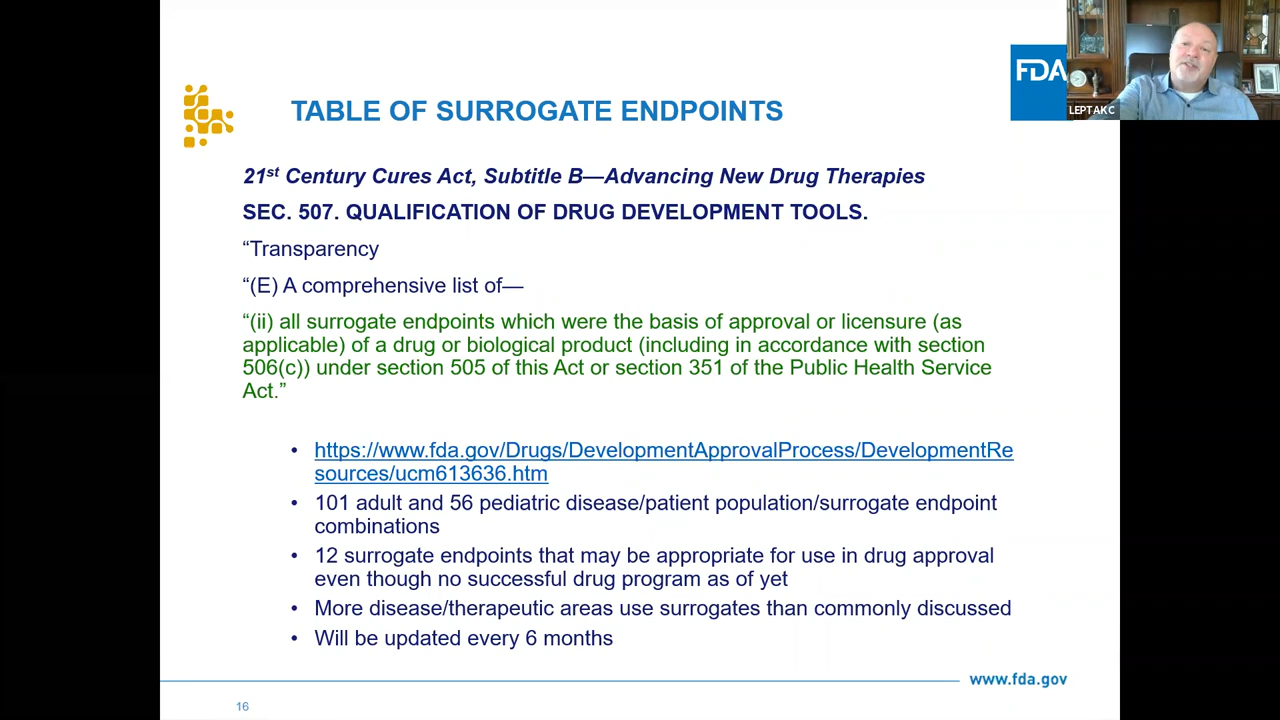 FDA
LEPTAKC
TABLE OF SURROGATE ENDPOINTS
21st Century Cures Act, Subtitle B—Advancing New Drug Therapies
SEC. 507. QUALIFICATION OF DRUG DEVELOPMENT TOOLS.
“Transparency
“(E) A comprehensive list of—
“(ii) all surrogate endpoints which were the basis of approval or licensure (as
applicable) of a drug or biological product (including in accordance with section
506(c)) under section 505 of this Act or section 351 of the Public Health Service
Act.”
• https://www.fda.gov/Drugs/DevelopmentApprovalProcess/DevelopmentRe
sources/ucm613636.htm
• 101 adult and 56 pediatric disease/patient population/surrogate endpoint
combinations
• 12 surrogate endpoints that may be appropriate for use in drug approval
even though no successful drug program as of yet
• More disease/therapeutic areas use surrogates than commonly discussed
• Will be updated every 6 months
www.fda.gov
16